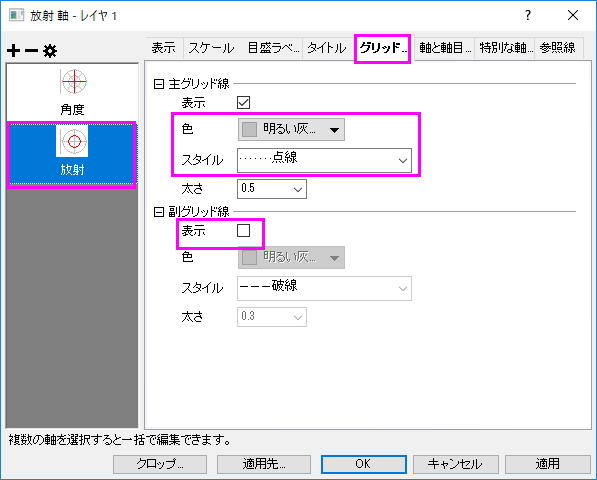 放射 軸 - レイヤ 1
表示 スケール 目盛ラベ... タイトル グリッド... 軸と軸目... 特別な軸... 参照線
角度
放射
主グリッド線
表示
色 明るい灰...
スタイル ........点線
太さ 0.5
副グリッド線
表示
色 明るい灰...
スタイル ---破線
太さ 0.3
複数の軸を選択すると一括で編集できます。
クロップ... 適用先... OK キャンセル 適用